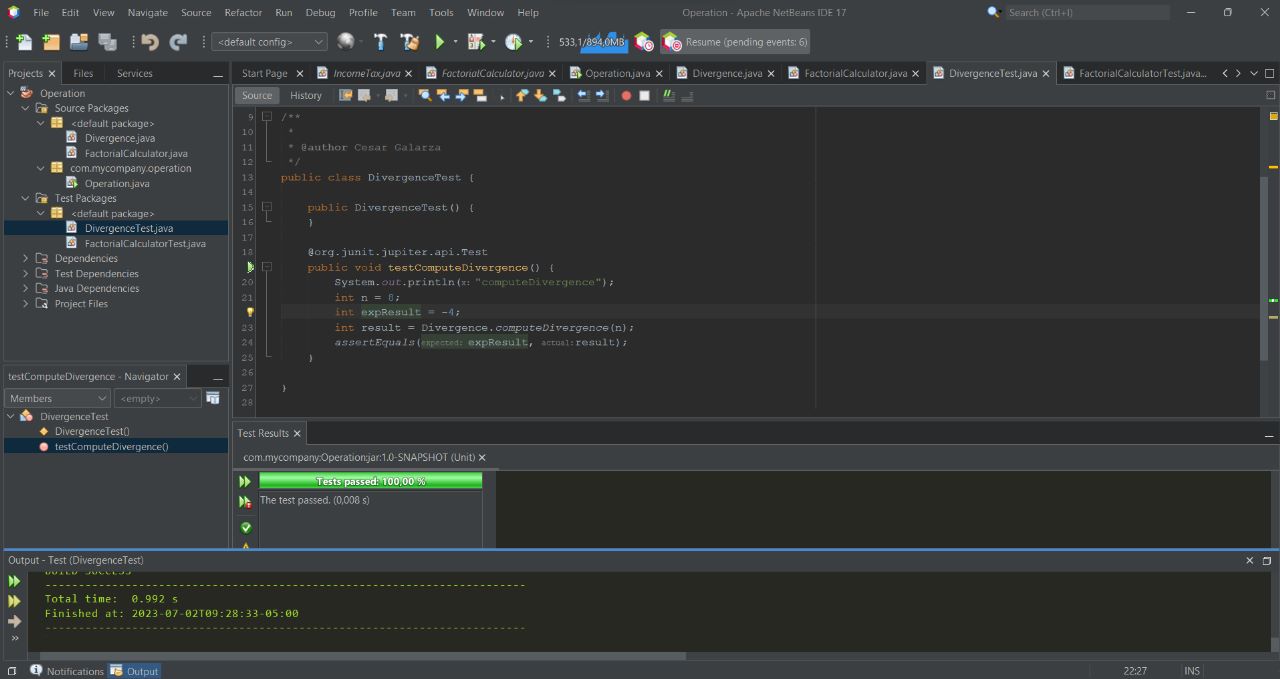 File Edit View Navigate Source Refactor Run Debug Profile Team Tools Window Help Operation - Apache NetBeans IDE 17 Search (Ctrl+I)
<default config> 533,1/894,0MB Resume (pending events: 6)
Projects Files Services
Start Page IncomeTax.java FactorialCalculator.java Operation.java Divergence.java FactorialCalculator.java DivergenceTest.java FactorialCalculatorTest.java...
Operation
Source Packages
<default package>
Divergence.java
FactorialCalculator.java
com.mycompany.operation
Operation.java
Test Packages
<default package>
DivergenceTest.java
FactorialCalculatorTest.java
Dependencies
Test Dependencies
Java Dependencies
Project Files
Source History
9 /**
10 *
11 * @author Cesar Galarza
12 */
13 public class DivergenceTest {
14
15 public DivergenceTest() {
16 }
17
18 @org.junit.jupiter.api.Test
public void testComputeDivergence() {
20 System.out.println(x: "computeDivergence");
21 int n = 8;
int expResult = -4;
23 int result = Divergence.computeDivergence(n);
24 assertEquals(expected: expResult, actual: result);
25 }
26
27 }
28
testComputeDivergence - Navigator
Members <empty>
DivergenceTest
DivergenceTest()
testComputeDivergence()
Test Results
com.mycompany:Operation:jar:1.0-SNAPSHOT (Unit)
Tests passed: 100,00 %
The test passed. (0,008 s)
Output - Test (DivergenceTest)
BUILD SUCCESS
------------------------------------------------------------------------
Total time:  0.992 s
Finished at: 2023-07-02T09:28:33-05:00
------------------------------------------------------------------------
Notifications Output 22:27 INS